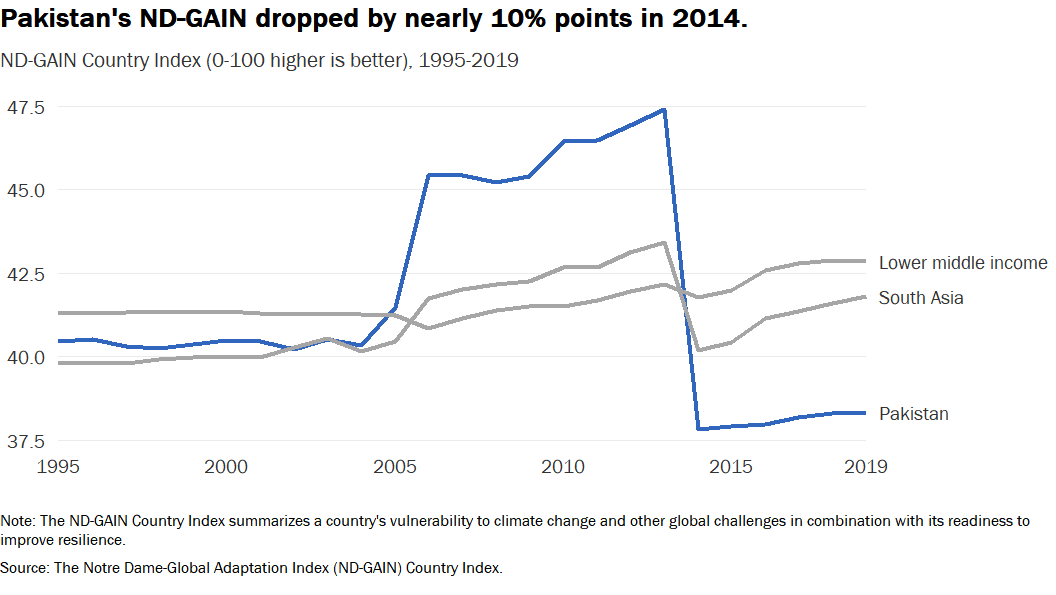 Pakistan's ND-GAIN dropped by nearly 10% points in 2014.
ND-GAIN Country Index (0-100 higher is better), 1995-2019
47.5
45.0
42.5
40.0
37.5
Lower middle income
South Asia
Pakistan
1995 2000 2005 2010 2015 2019
Note: The ND-GAIN Country Index summarizes a country's vulnerability to climate change and other global challenges in combination with its readiness to
improve resilience.
Source: The Notre Dame-Global Adaptation Index (ND-GAIN) Country Index.